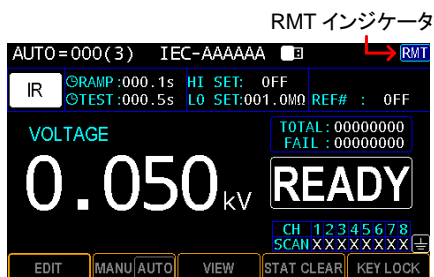 RMT インジケータ
AUTO=000(3) IEC-AAAAAA RMT
IR RAMP:000.1s HI SET: OFF
TEST:000.5s LO SET:001.0MΩ REF# : OFF
VOLTAGE TOTAL:00000000
FAIL :00000000
0.050kV READY
CH 12345678
SCAN XXXXXXXX
EDIT MANU AUTO VIEW STAT CLEAR KEY LOCK